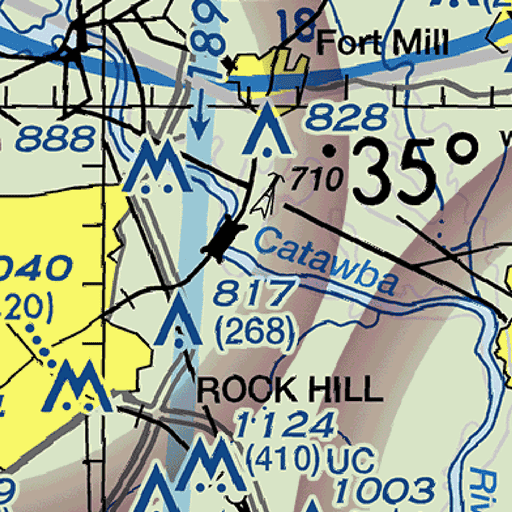 189
18
Fort Mill
888
828
710
35°
Catawba
040
20)
817
(268)
ROCK HILL
1124
(410) UC
1003
9
Riv